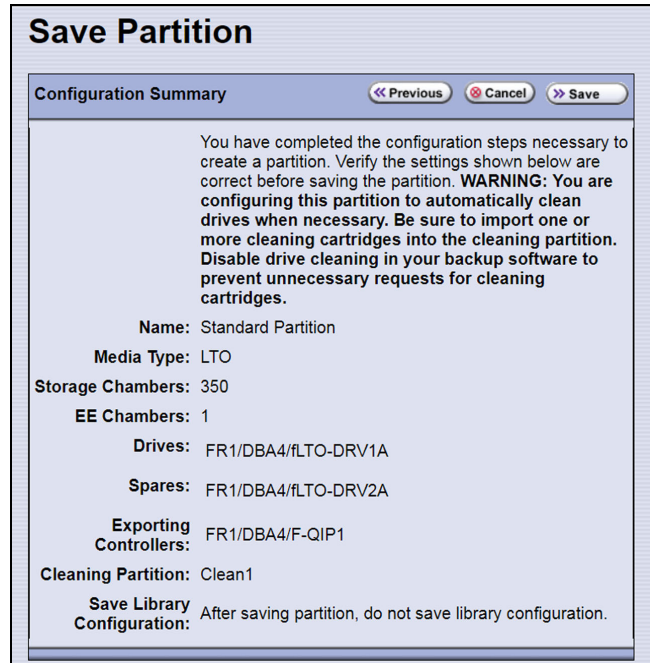 Save Partition
Configuration Summary
Previous
Cancel
Save
You have completed the configuration steps necessary to
create a partition. Verify the settings shown below are
correct before saving the partition. WARNING: You are
configuring this partition to automatically clean
drives when necessary. Be sure to import one or
more cleaning cartridges into the cleaning partition.
Disable drive cleaning in your backup software to
prevent unnecessary requests for cleaning
cartridges.
Name: Standard Partition
Media Type: LTO
Storage Chambers: 350
EE Chambers: 1
Drives: FR1/DBA4/fLTO-DRV1A
Spares: FR1/DBA4/fLTO-DRV2A
Exporting
Controllers: FR1/DBA4/F-QIP1
Cleaning Partition: Clean1
Save Library
Configuration: After saving partition, do not save library configuration.